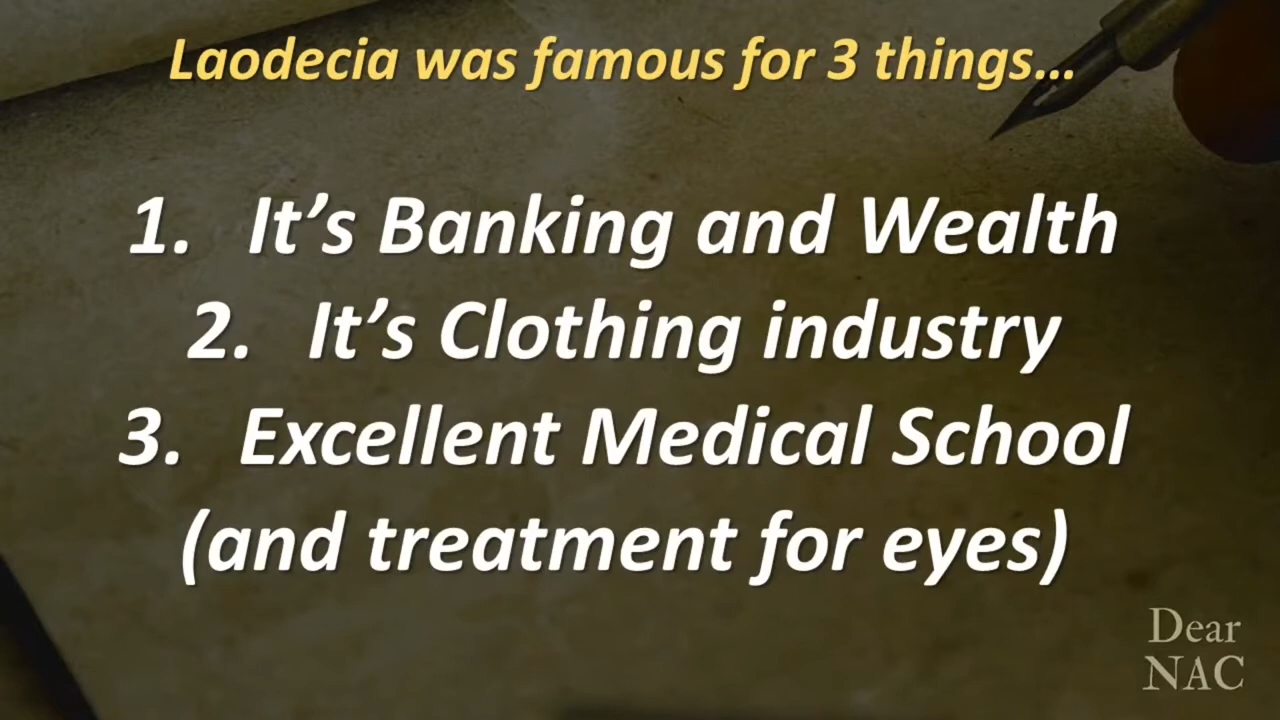 Laodecia was famous for 3 things...
1. It’s Banking and Wealth
2. It’s Clothing industry
3. Excellent Medical School
(and treatment for eyes)
Dear
NAC